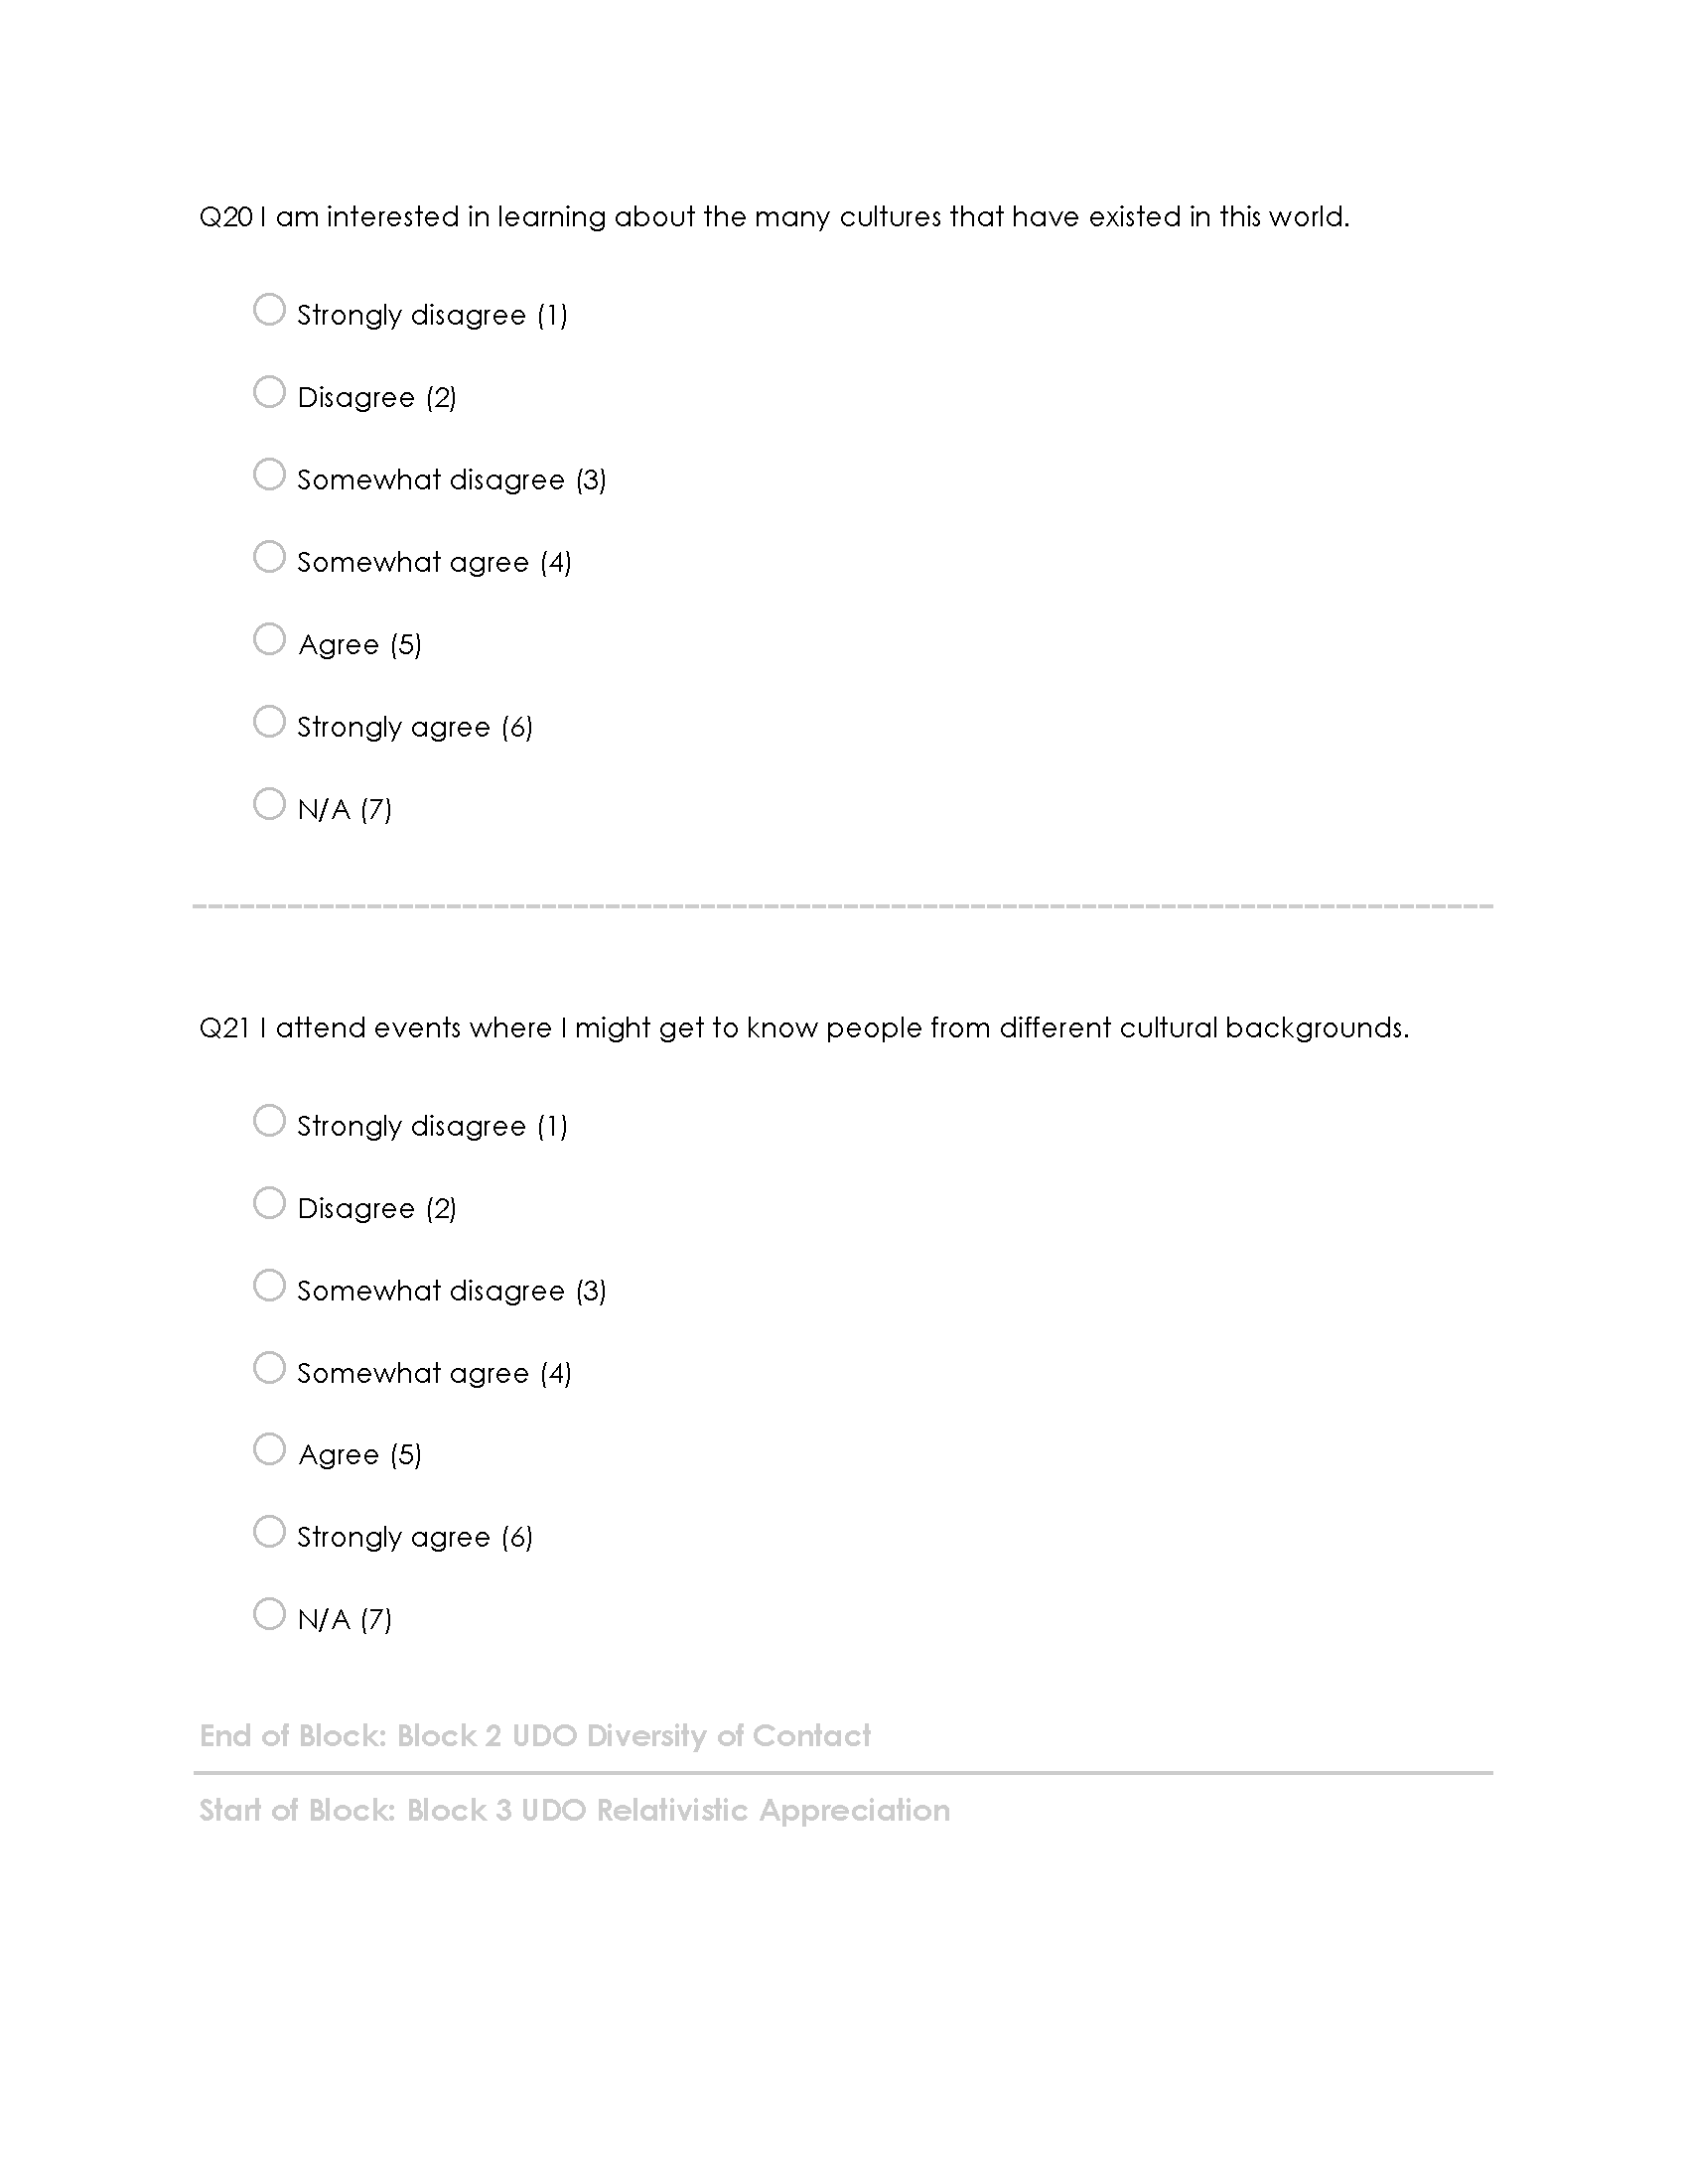 Q20 I am interested in learning about the many cultures that have existed in this world.
Strongly disagree (1)
Disagree (2)
Somewhat disagree (3)
Somewhat agree (4)
Agree (5)
Strongly agree (6)
N/A (7)
Q21 I attend events where I might get to know people from different cultural backgrounds.
Strongly disagree (1)
Disagree (2)
Somewhat disagree (3)
Somewhat agree (4)
Agree (5)
Strongly agree (6)
N/A (7)
End of Block: Block 2 UDO Diversity of Contact
Start of Block: Block 3 UDO Relativistic Appreciation